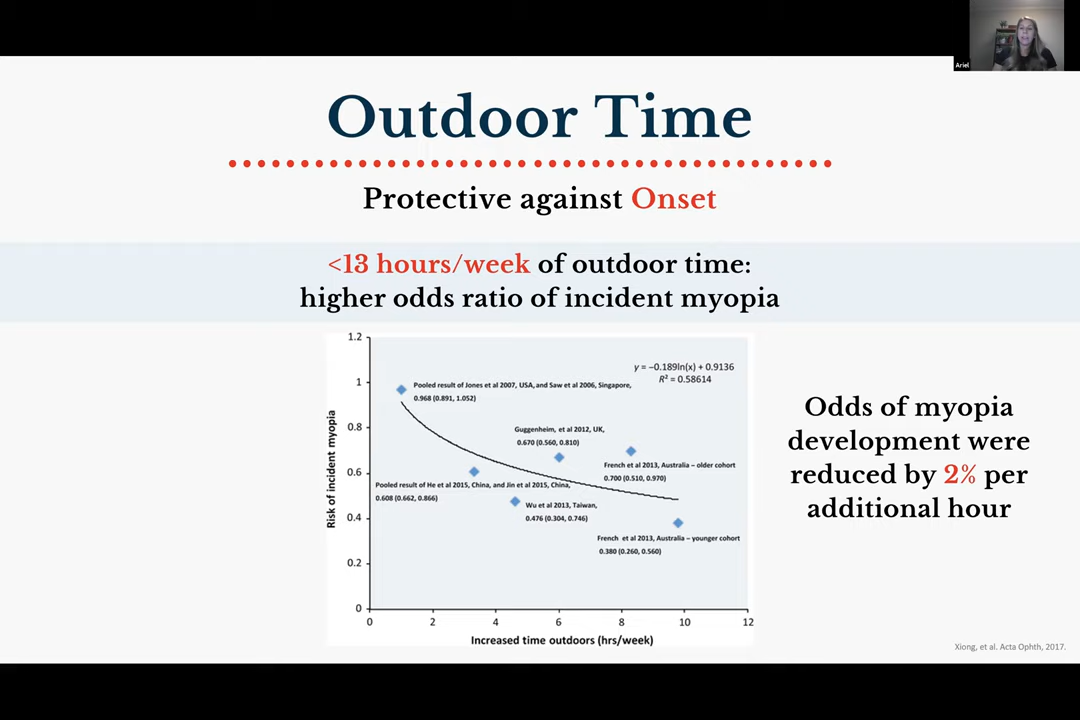 Ariel
Outdoor Time
Protective against Onset
<13 hours/week of outdoor time:
higher odds ratio of incident myopia
1.2
1
0.8
0.6
0.4
0.2
0
Risk of incident myopia
y = −0.189ln(x) + 0.9136
R² = 0.58614
Pooled result of Jones et al 2007, USA, and Saw et al 2006, Singapore,
0.968 (0.891, 1.052)
Guggenheim, et al 2012, UK,
0.670 (0.560, 0.810)
French et al 2013, Australia – older cohort
0.700 (0.510, 0.970)
Pooled result of He et al 2015, China, and Jin et al 2015, China,
0.608 (0.662, 0.866)
Wu et al 2013, Taiwan,
0.476 (0.304, 0.746)
French et al 2013, Australia – younger cohort
0.380 (0.260, 0.560)
0 2 4 6 8 10 12
Increased time outdoors (hrs/week)
Odds of myopia
development were
reduced by 2% per
additional hour
Xiong, et al. Acta Ophth, 2017.